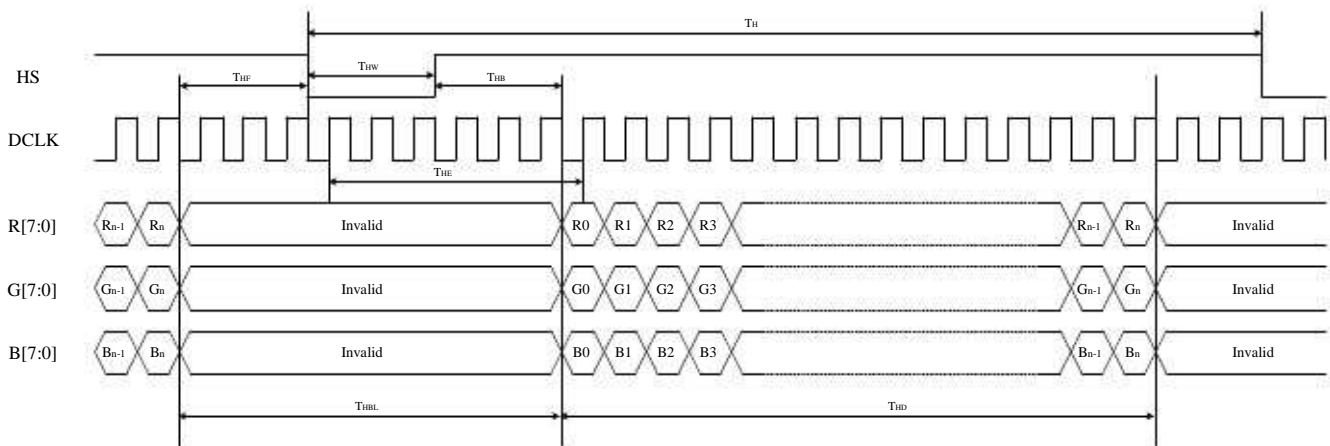 TH
HS
THF
THW
THB
DCLK
THE
R[7:0]
Rn-1
Rn
Invalid
R0
R1
R2
R3
Rn-1
Rn
Invalid
G[7:0]
Gn-1
Gn
Invalid
G0
G1
G2
G3
Gn-1
Gn
Invalid
B[7:0]
Bn-1
Bn
Invalid
B0
B1
B2
B3
Bn-1
Bn
Invalid
THBL
THD